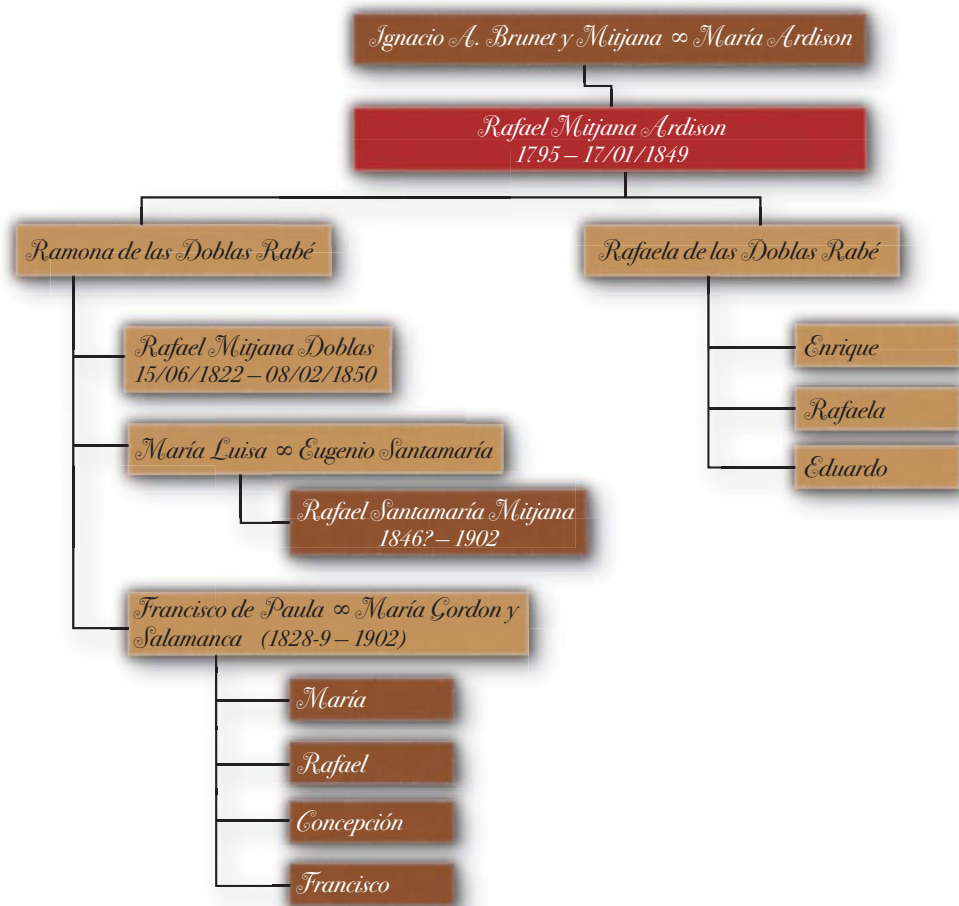 Ignacio A. Brunet y Mitjana ∞ María Ardison
Rafael Mitjana Ardison
1795 – 17/01/1849
Ramona de las Doblas Rabé
Rafaela de las Doblas Rabé
Rafael Mitjana Doblas
15/06/1822 – 08/02/1850
María Luisa ∞ Eugenio Santamaría
Rafael Santamaría Mitjana
1846? – 1902
Francisco de Paula ∞ María Gordon y
Salamanca (1828-9 – 1902)
María
Rafael
Concepción
Francisco
Enrique
Rafaela
Eduardo